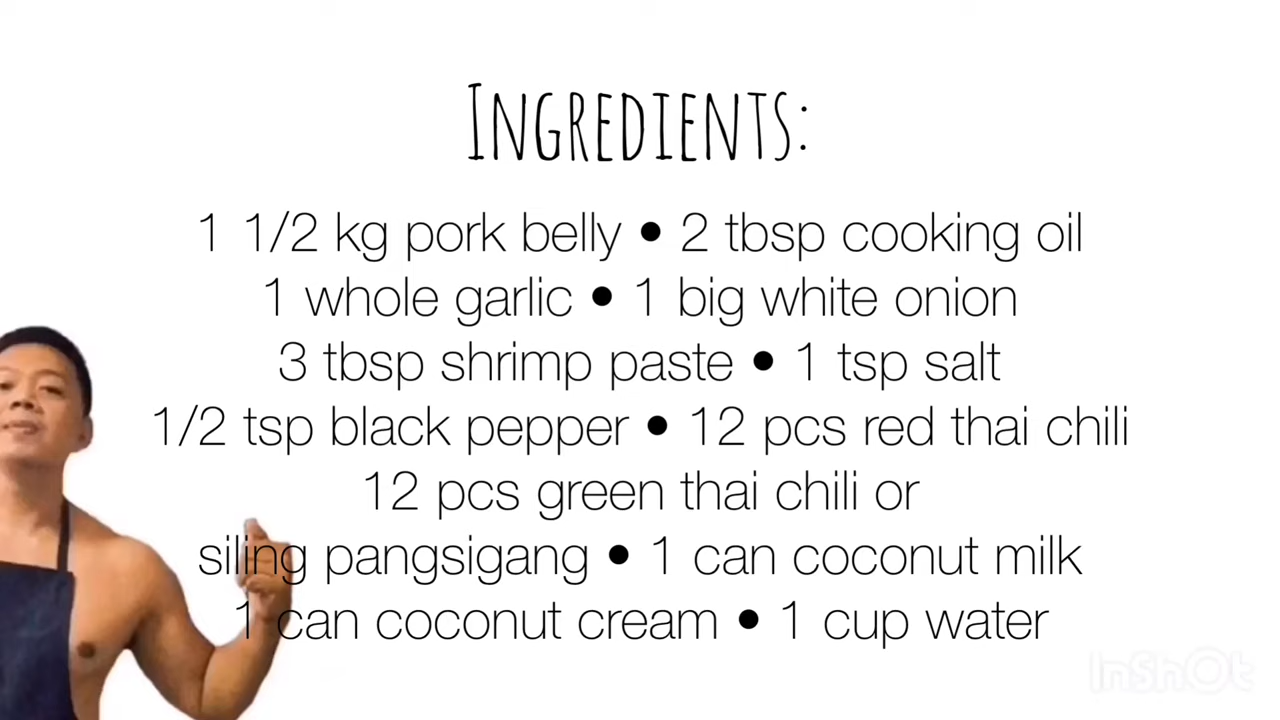 INGREDIENTS:
1 1/2 kg pork belly • 2 tbsp cooking oil
1 whole garlic • 1 big white onion
3 tbsp shrimp paste • 1 tsp salt
1/2 tsp black pepper • 12 pcs red thai chili
12 pcs green thai chili or
siling pangsigang • 1 can coconut milk
1 can coconut cream • 1 cup water
InShOt